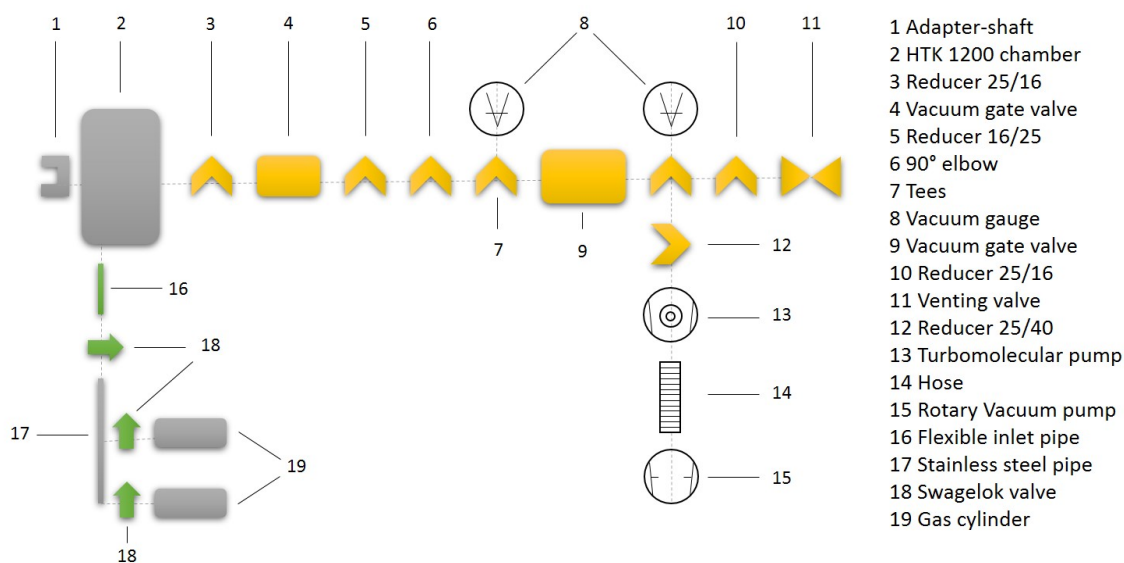 1
2
3
4
5
6
8
10
11
7
9
12
13
14
15
16
18
17
19
18
1 Adapter-shaft
2 HTK 1200 chamber
3 Reducer 25/16
4 Vacuum gate valve
5 Reducer 16/25
6 90° elbow
7 Tees
8 Vacuum gauge
9 Vacuum gate valve
10 Reducer 25/16
11 Venting valve
12 Reducer 25/40
13 Turbomolecular pump
14 Hose
15 Rotary Vacuum pump
16 Flexible inlet pipe
17 Stainless steel pipe
18 Swagelok valve
19 Gas cylinder